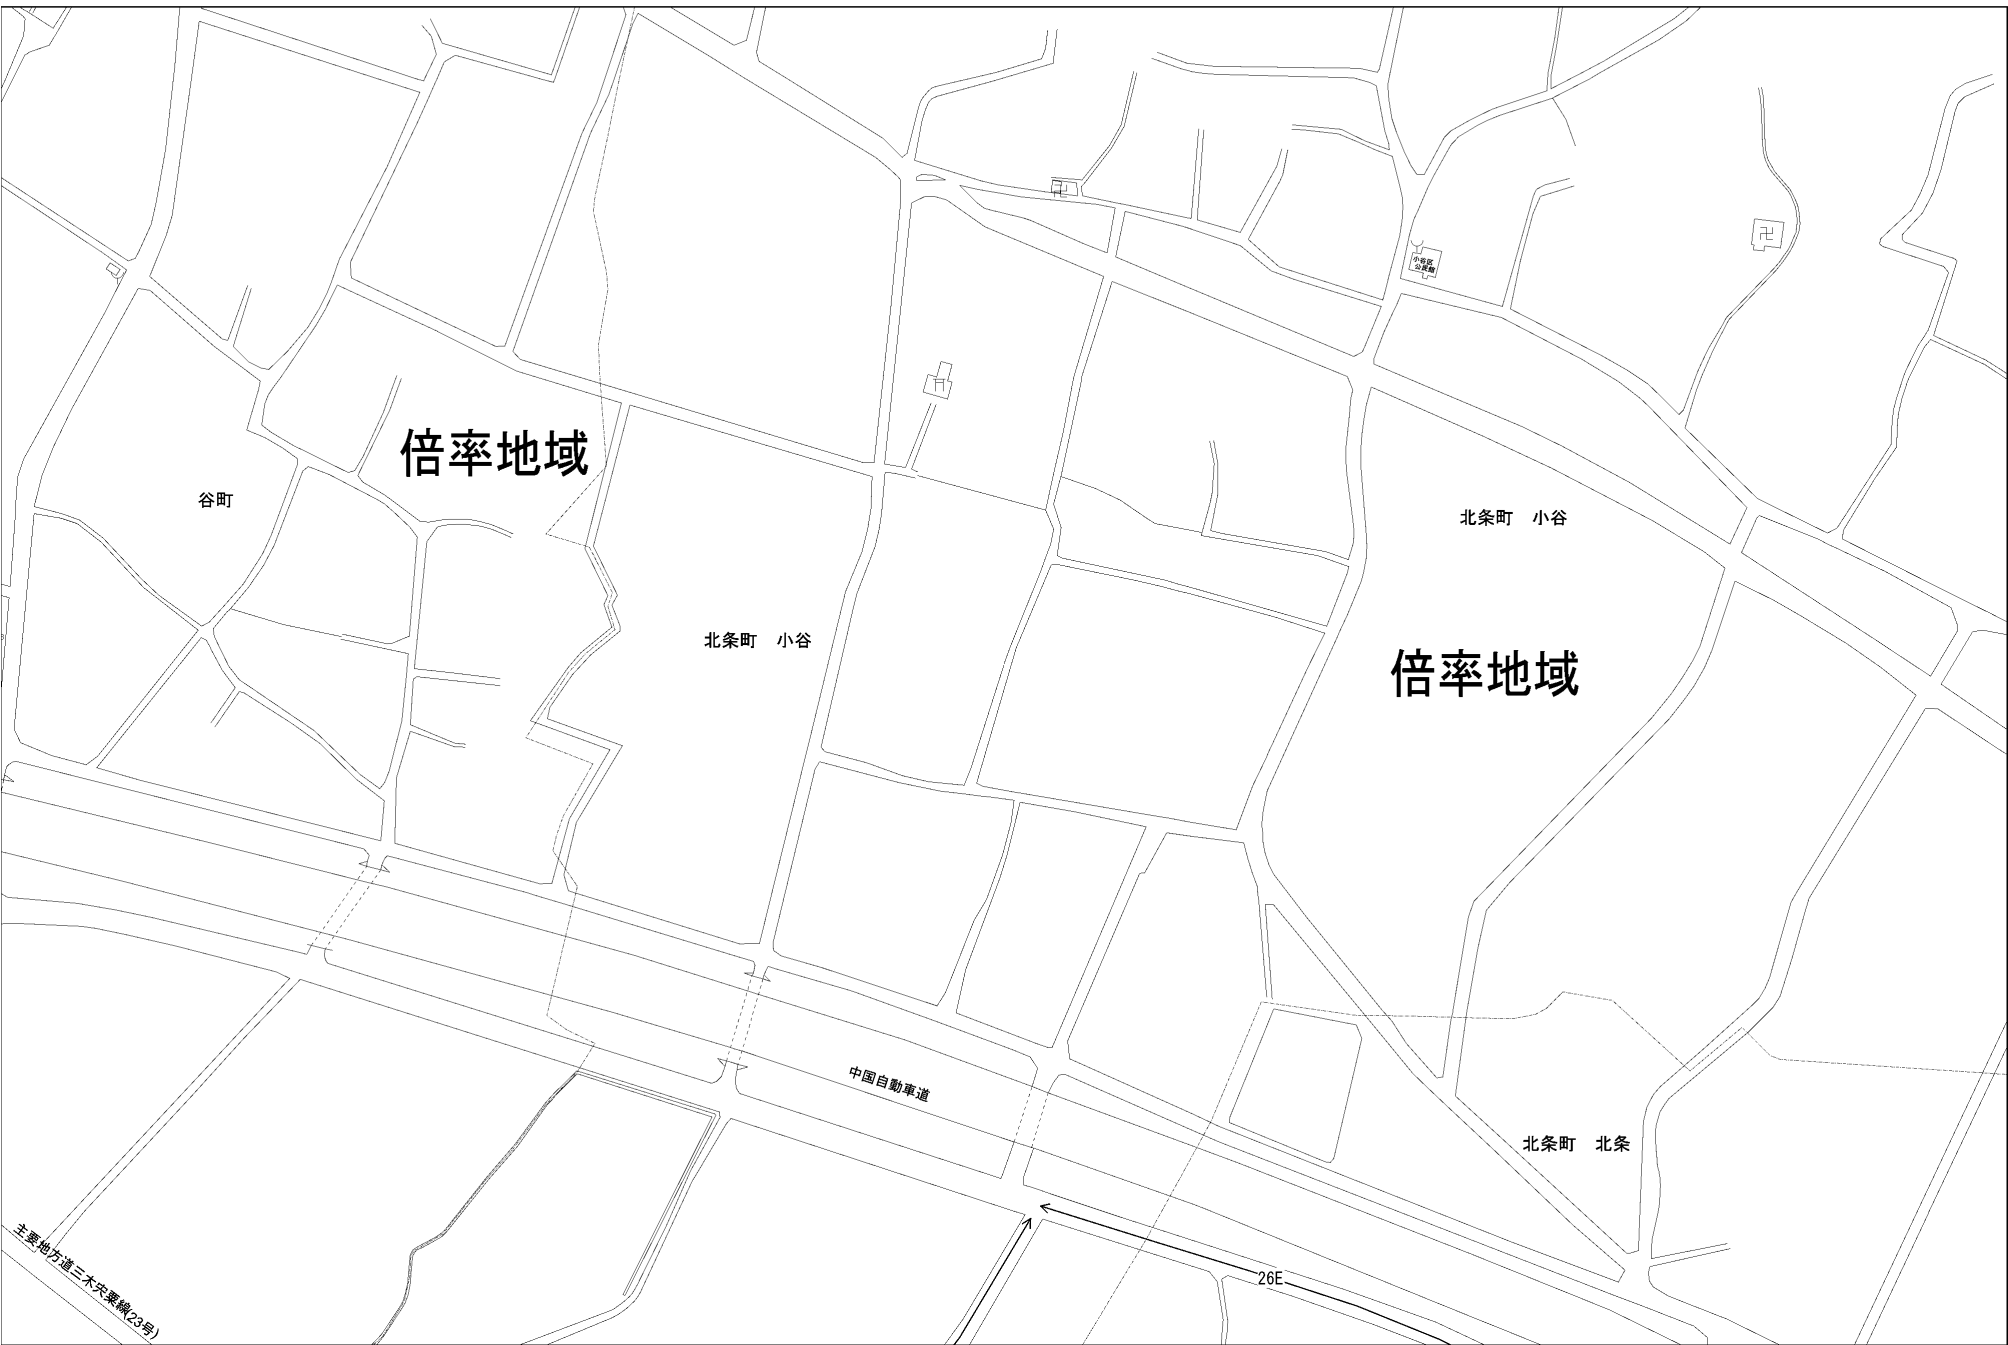 小谷区
公民館
倍率地域
谷町
北条町　小谷
北条町　小谷
倍率地域
中国自動車道
北条町　北条
26E
主要地方道三木宍粟線(23号)